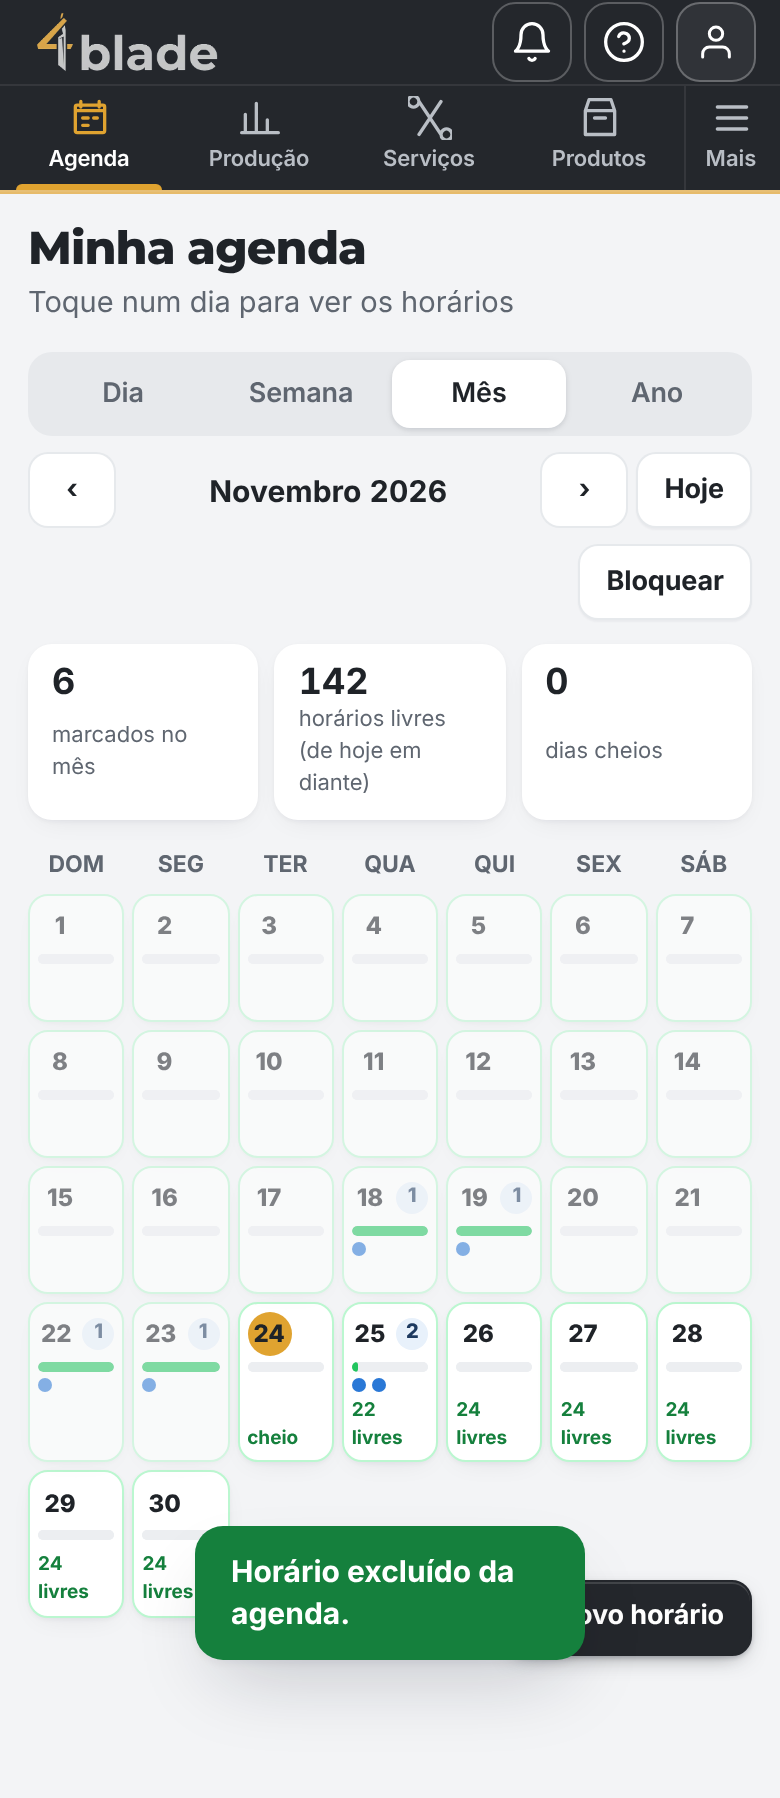 4blade
Agenda
Produção
Serviços
Produtos
Mais
Minha agenda
Toque num dia para ver os horários
Dia Semana Mês Ano
‹ Novembro 2026 › Hoje
Bloquear
6
marcados no
mês
142
horários livres
(de hoje em
diante)
0
dias cheios
DOM SEG TER QUA QUI SEX SÁB
1 2 3 4 5 6 7
8 9 10 11 12 13 14
15 16 17 18 1 19 1 20 21
22 1 23 1 24 25 2 26 27 28
cheio
22
livres
24
livres
24
livres
24
livres
29 30
24
livres
24
livres
Horário excluído da
agenda.
horário